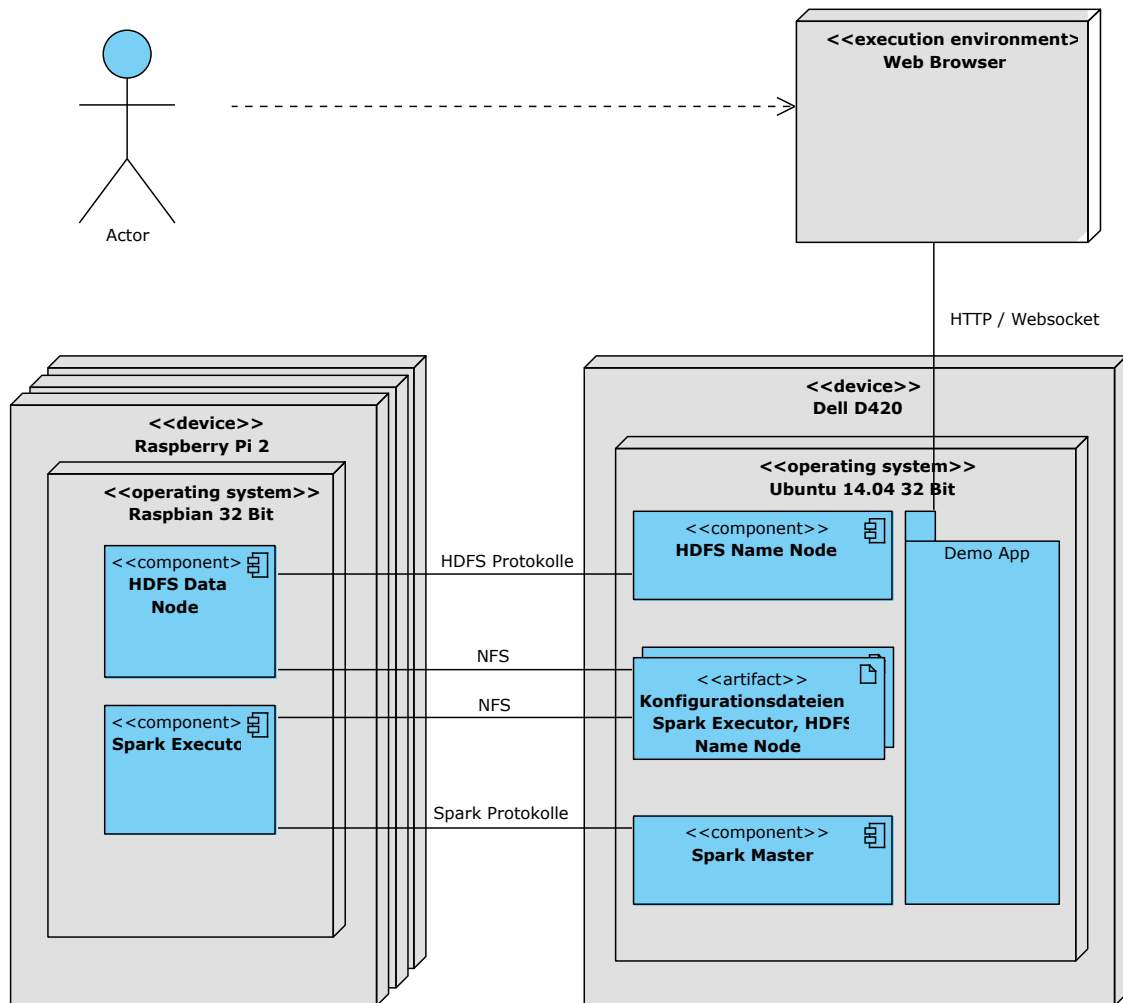 <<execution environment>
Web Browser
Actor
HTTP / Websocket
<<device>>
Raspberry Pi 2
<<operating system>>
Raspbian 32 Bit
<<component>
HDFS Data
Node
<<component>
Spark Executo
HDFS Protokolle
NFS
NFS
Spark Protokolle
<<device>>
Dell D420
<<operating system>>
Ubuntu 14.04 32 Bit
<<component>>
HDFS Name Node
<<artifact>>
Konfigurationsdateien
Spark Executor, HDFS
Name Node
<<component>>
Spark Master
Demo App